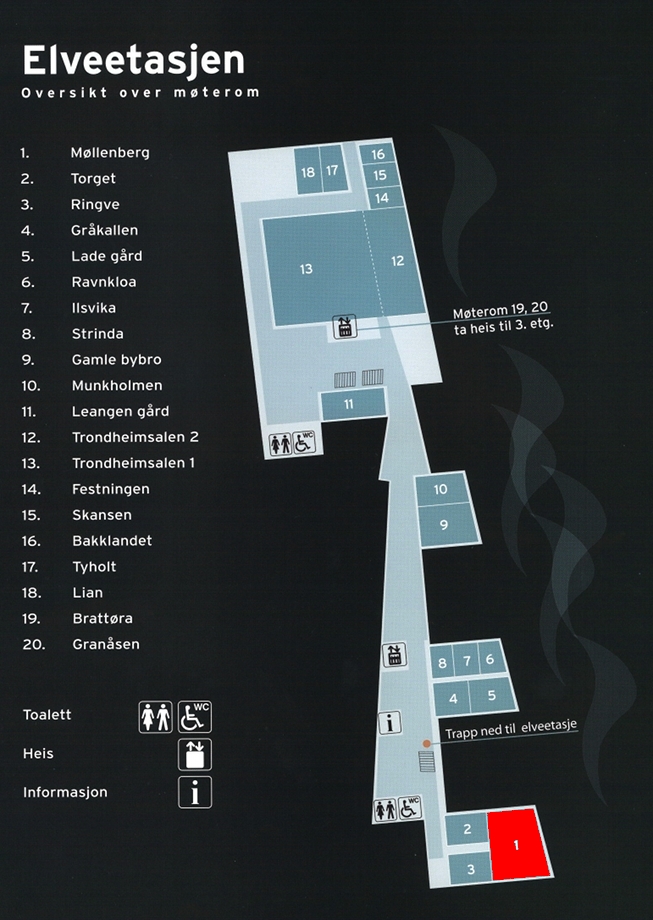 Elveetasjen
Oversikt over møterom
1. Møllenberg
2. Torget
3. Ringve
4. Gråkallen
5. Lade gård
6. Ravnkloa
7. Ilsvika
8. Strinda
9. Gamle bybro
10. Munkholmen
11. Leangen gård
12. Trondheimsalen 2
13. Trondheimsalen 1
14. Festningen
15. Skansen
16. Bakklandet
17. Tyholt
18. Lian
19. Brattøra
20. Granåsen
Toalett WC
Heis
Informasjon i
18 17 16
15
14
13 12
Møterom 19, 20
ta heis til 3. etg.
11
WC
10
9
8 7 6
4 5
i
Trapp ned til elveetasje
WC
2
1
3